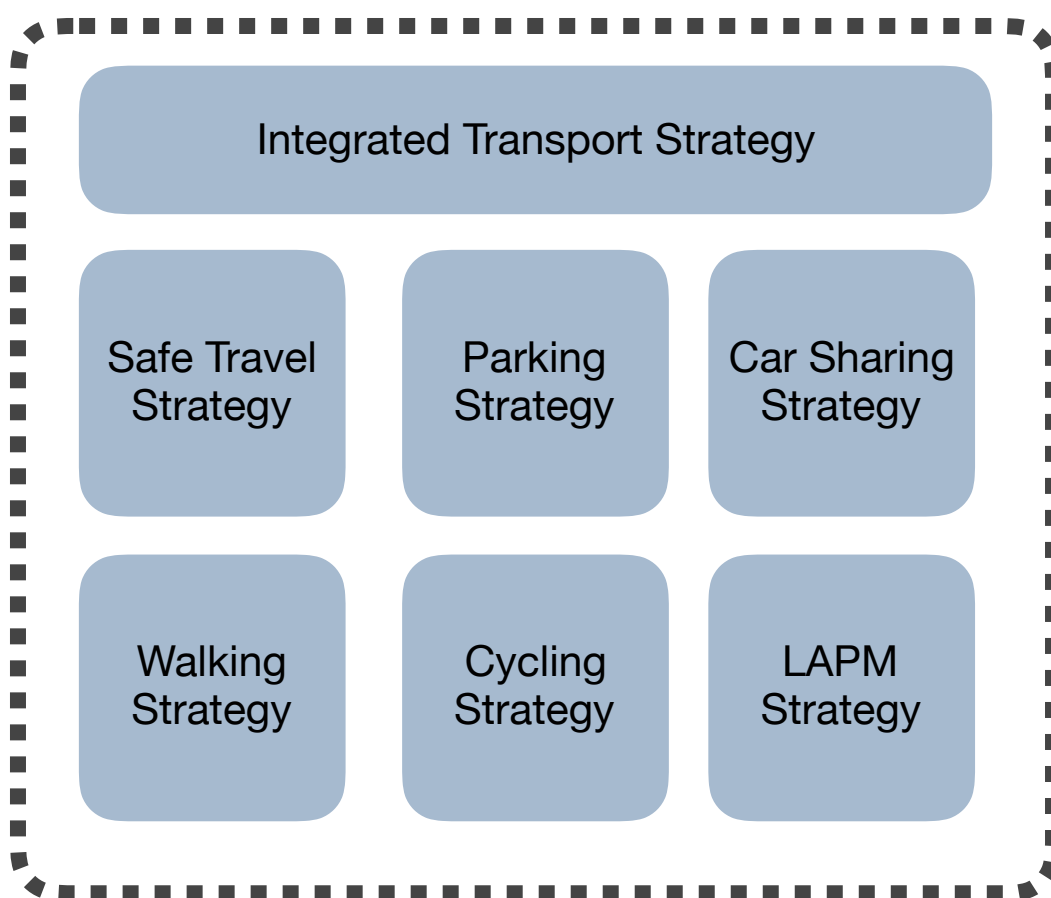 Integrated Transport Strategy
Safe Travel
Strategy
Parking
Strategy
Car Sharing
Strategy
Walking
Strategy
Cycling
Strategy
LAPM
Strategy